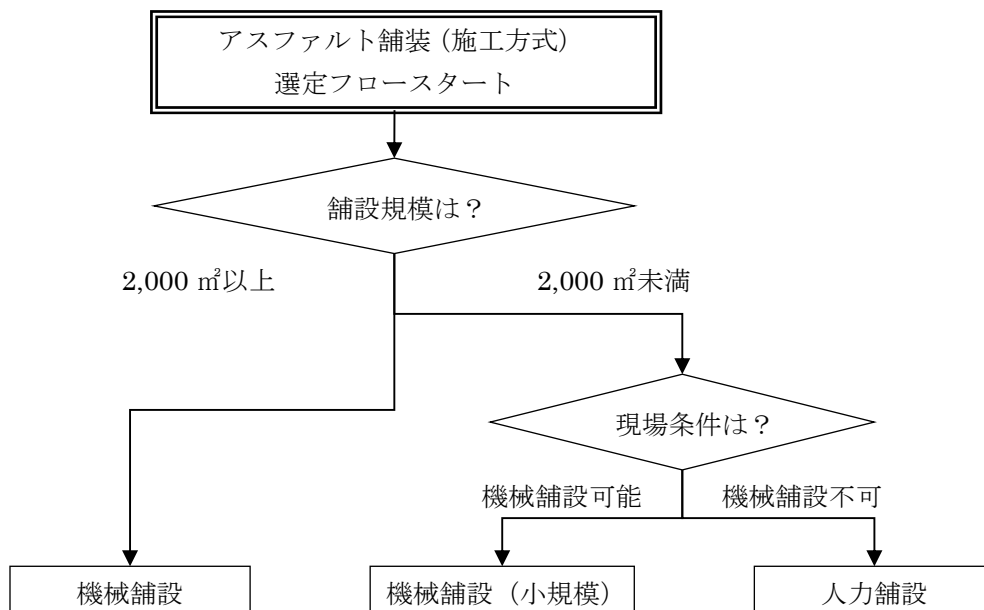 アスファルト舗装(施工方式)
選定フロースタート
舗設規模は？
2,000 ㎡以上
2,000 ㎡未満
現場条件は？
機械舗設可能
機械舗設不可
機械舗設
機械舗設（小規模）
人力舗設